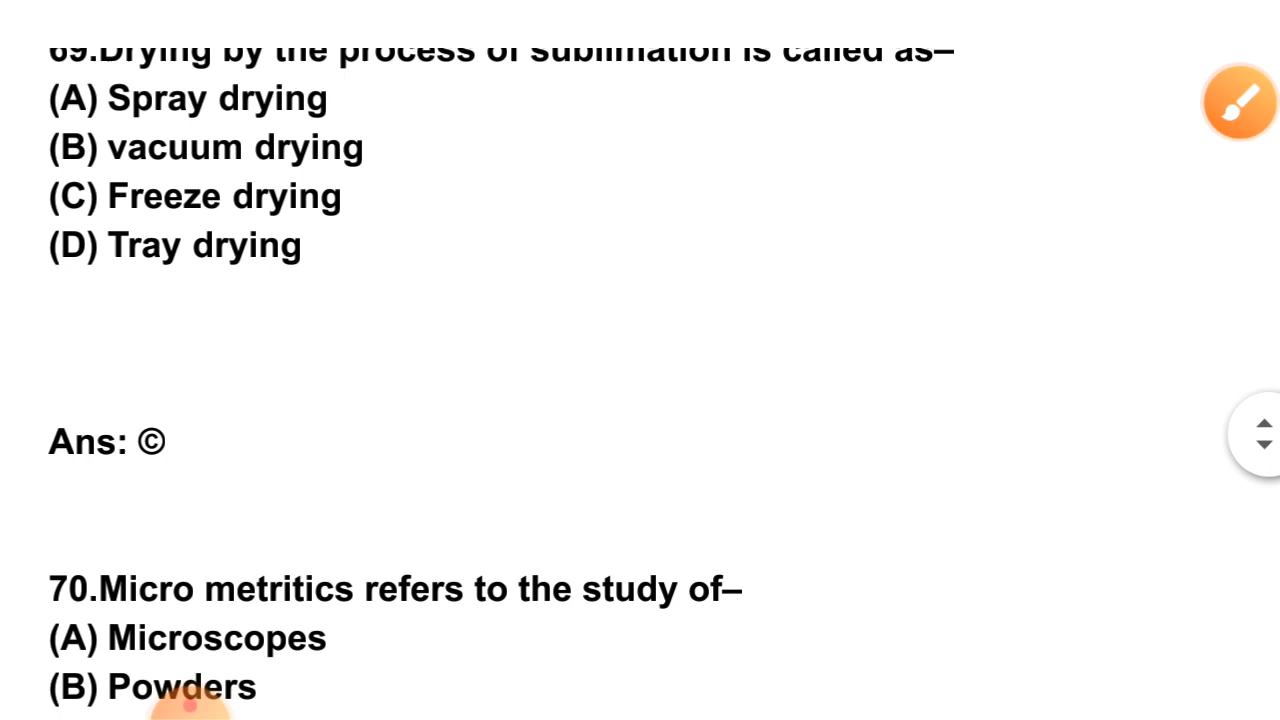 69.Drying by the process of sublimation is called as–
(A) Spray drying
(B) vacuum drying
(C) Freeze drying
(D) Tray drying
Ans: ©
70.Micro metritics refers to the study of–
(A) Microscopes
(B) Powders